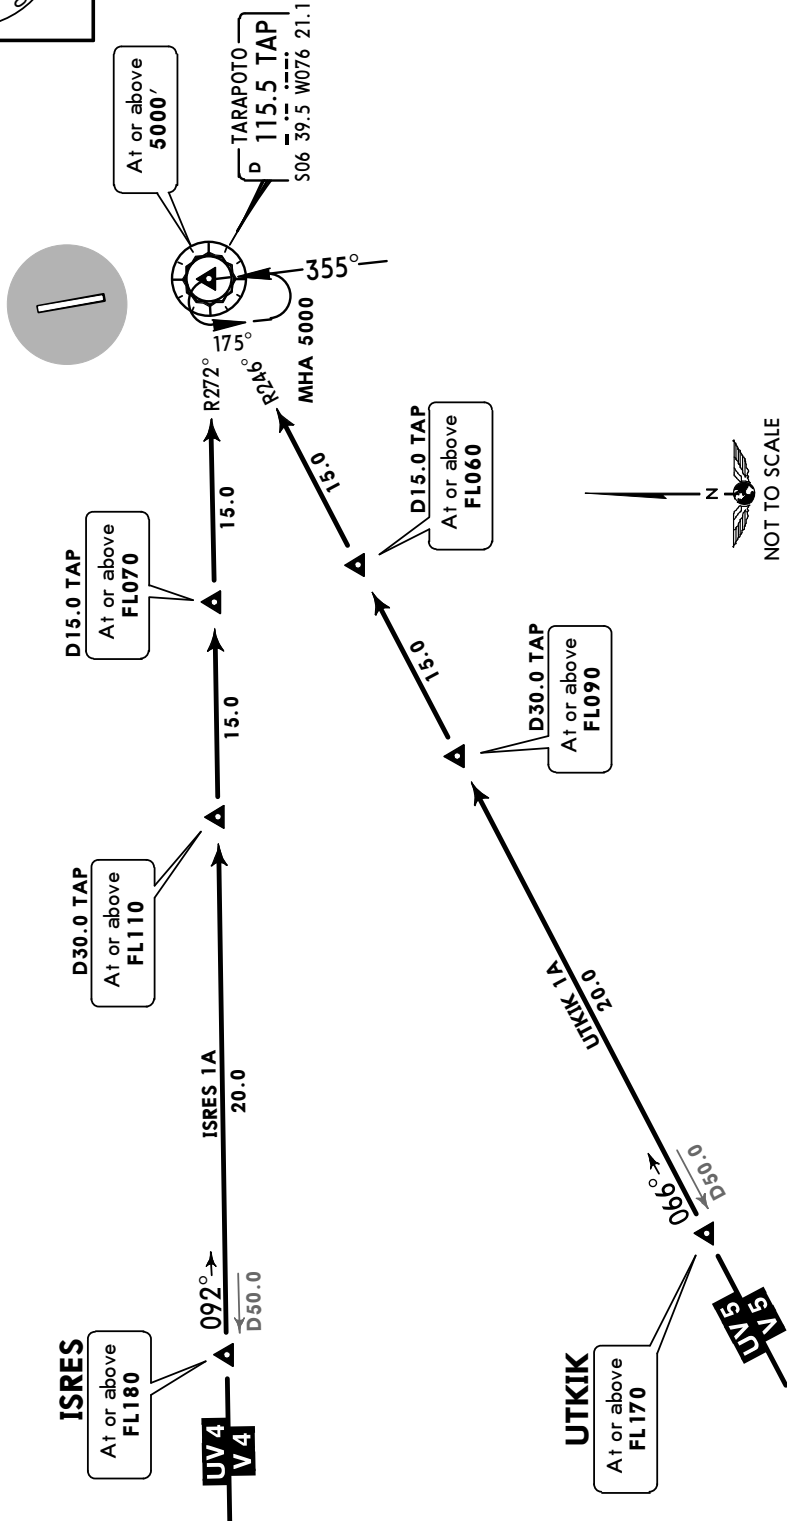 TARAPOTO
D 115.5 TAP
S06 39.5 W076 21.1
At or above
5000'
355°
175°
MHA 5000
R272°
R246°
15.0
D15.0 TAP
At or above
FL070
15.0
D30.0 TAP
At or above
FL110
ISRES 1A
20.0
092°
D50.0
ISRES
At or above
FL180
UV 4
V 4
15.0
D15.0 TAP
At or above
FL060
15.0
D30.0 TAP
At or above
FL090
UTKIK 1A
20.0
066°
D50.0
UTKIK
At or above
FL170
UV5
V 5
N
NOT TO SCALE